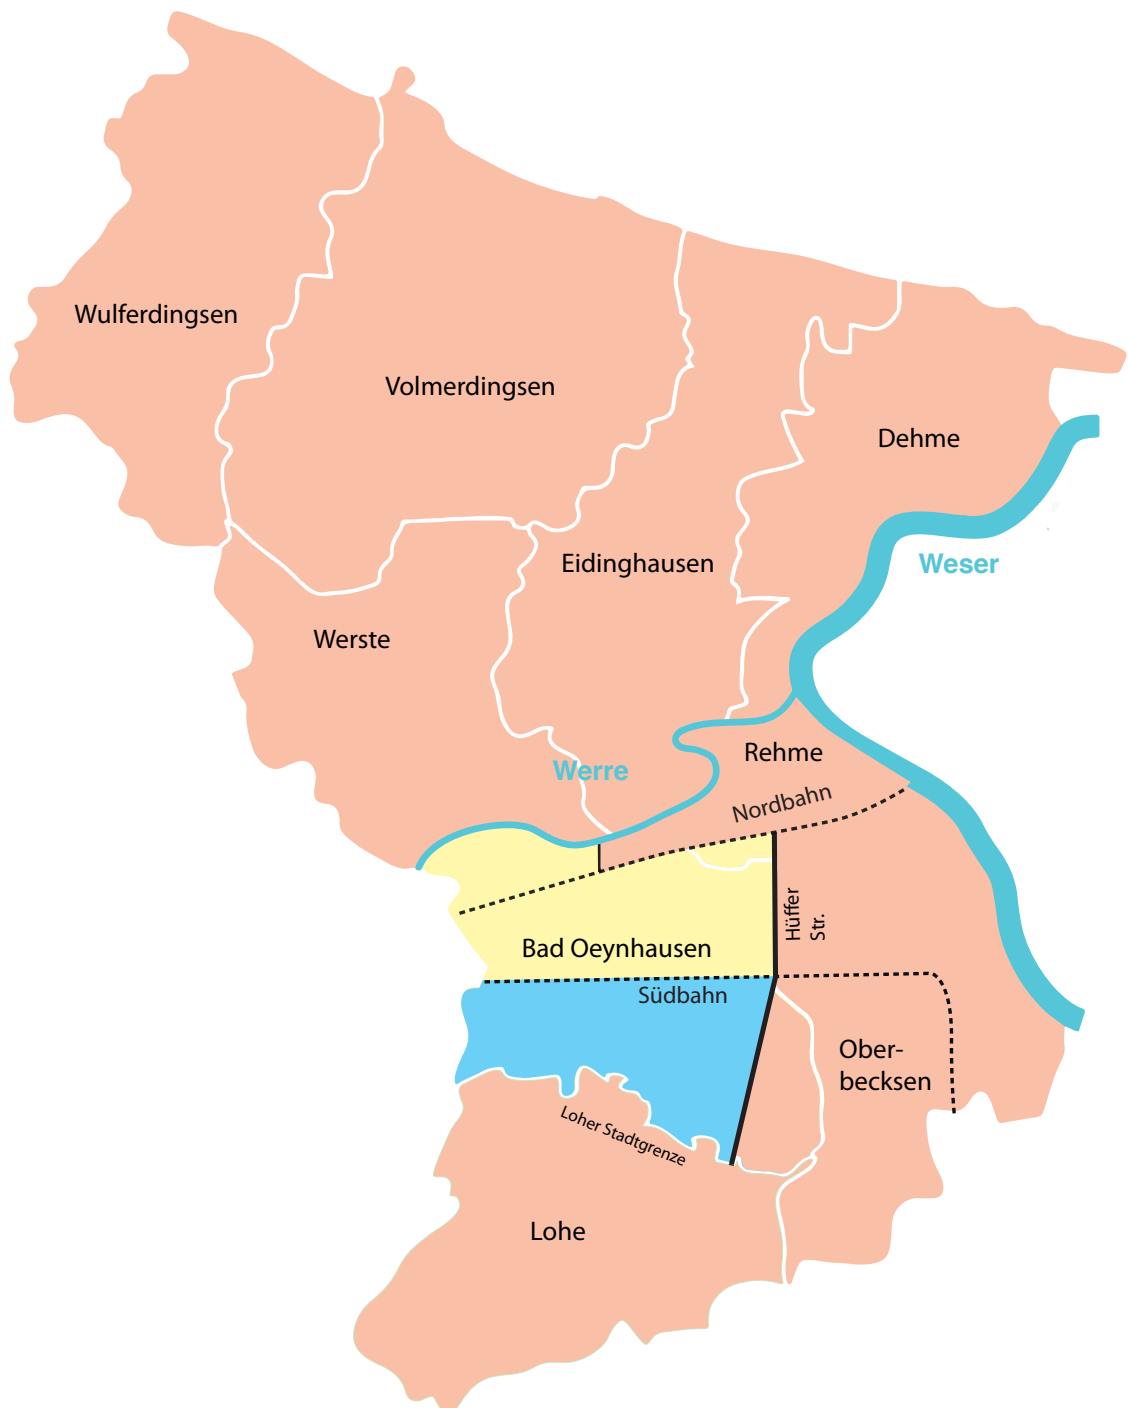 Wulferdingsen
Volmerdingsen
Dehme
Eidinghausen
Weser
Werste
Rehme
Werre
Nordbahn
Hüffer
Str.
Bad Oeynhausen
Südbahn
Ober-
becksen
Loher Stadtgrenze
Lohe